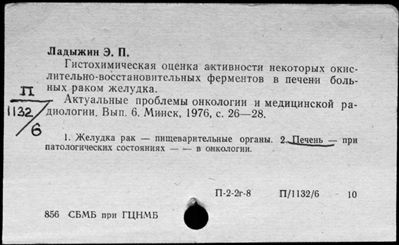 Ладыжин Э. П.
Гистохимическая оценка активности некоторых окис-
лительно-восстановительных ферментов в печени боль-
ных раком желудка.
Актуальные проблемы онкологии и медицинской ра-
диологии. Вып. 6. Минск, 1976, с. 26—28.
П
1132/6
1. Желудка рак — пищеварительные органы. 2. Печень — при
патологических состояниях — — в онкологии.
П-2-2г-8 П/1132/6 10
856 СБМБ при ГЦНМБ